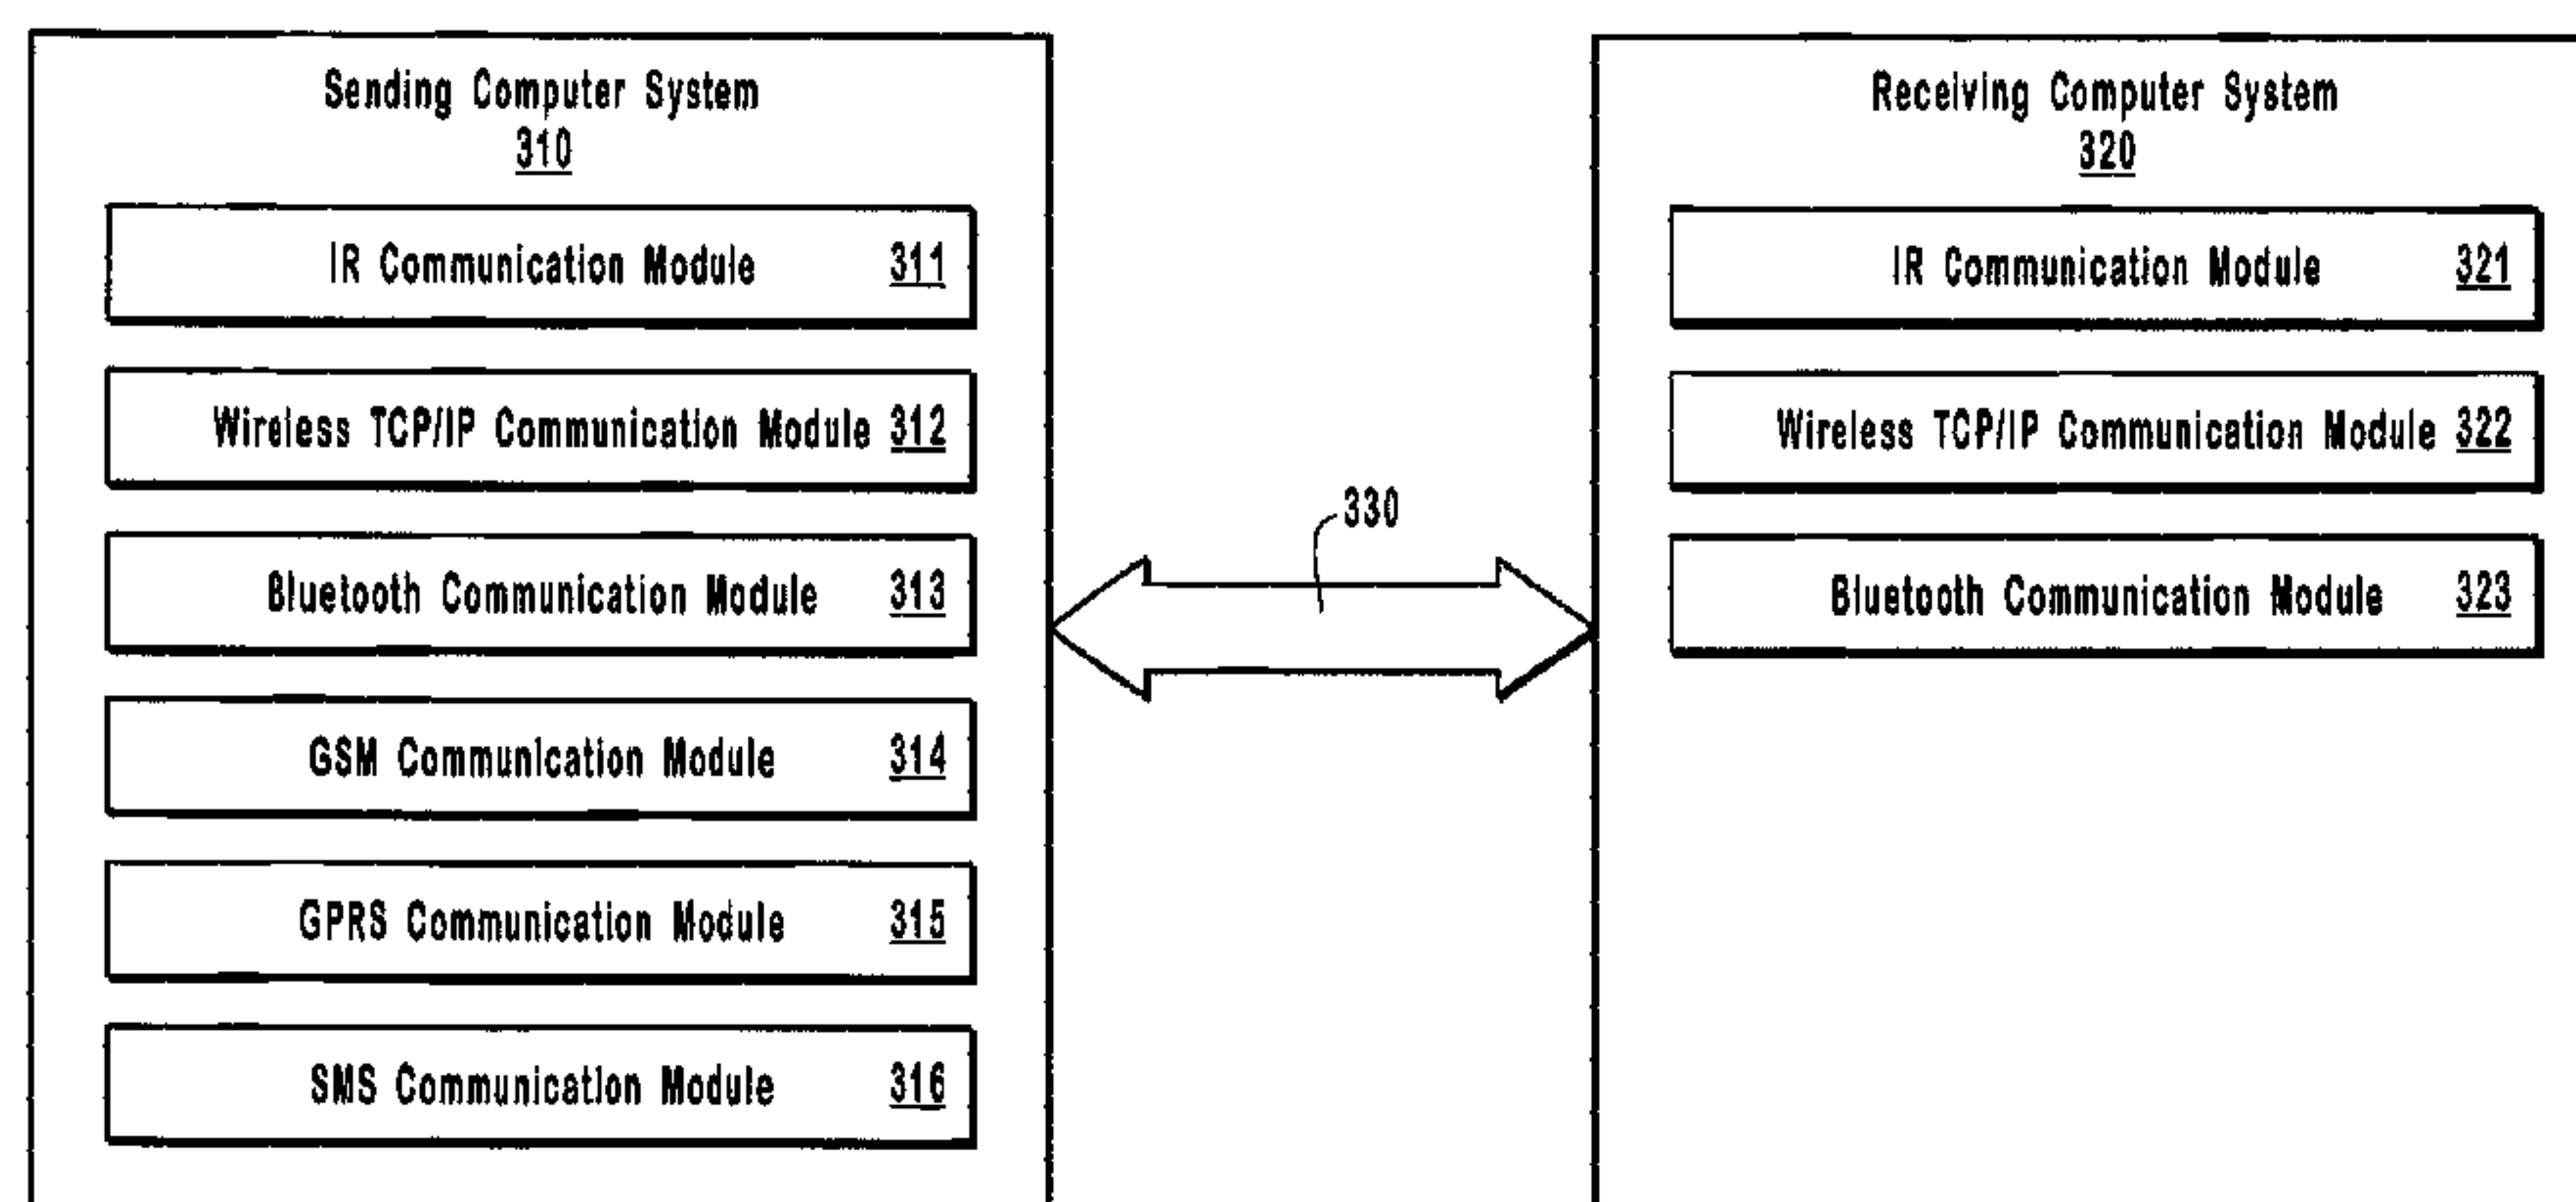 Sending Computer System
310
IR Communication Module 311
Wireless TCP/IP Communication Module 312
Bluetooth Communication Module 313
GSM Communication Module 314
GPRS Communication Module 315
SMS Communication Module 316
330
Receiving Computer System
320
IR Communication Module 321
Wireless TCP/IP Communication Module 322
Bluetooth Communication Module 323